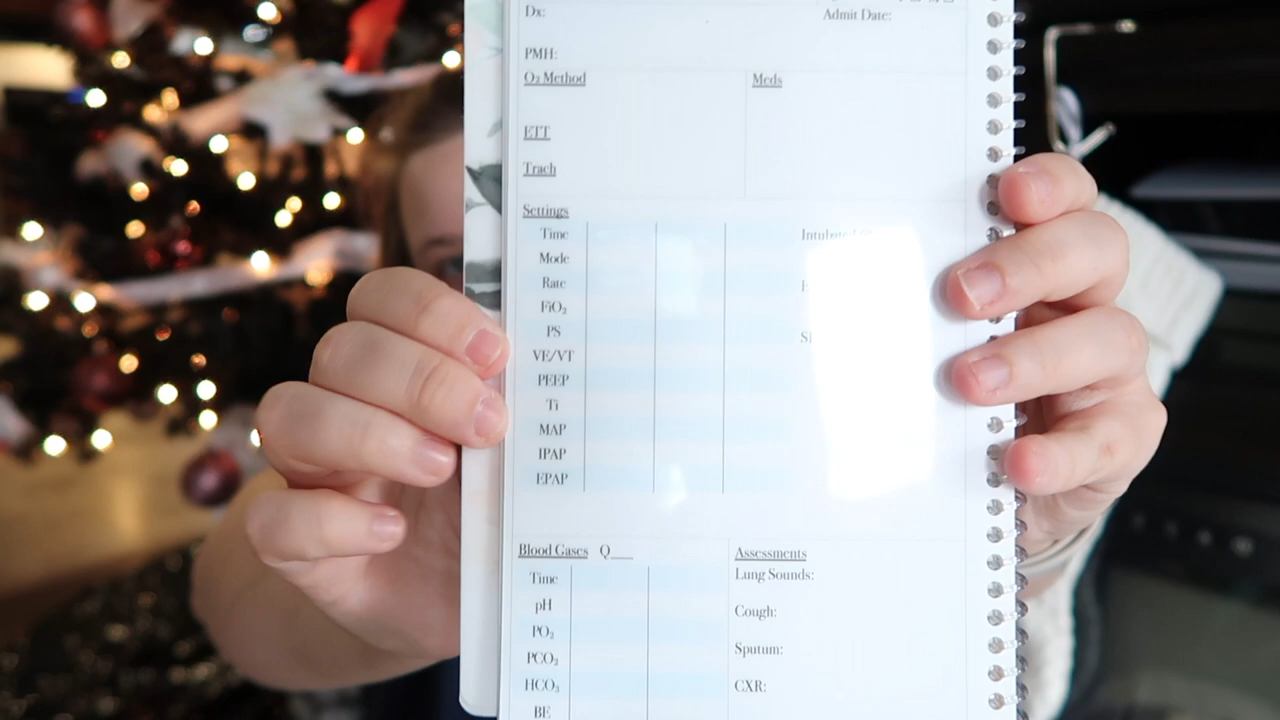 Dx: Admit Date:
PMH:
O₂ Method Meds
ETT
Trach
Settings
Time
Mode
Rate
FiO₂
PS
VE/VT
PEEP
Ti
MAP
IPAP
EPAP
Blood Gases Q___ Assessments
Time Lung Sounds:
pH Cough:
PO₂ Sputum:
PCO₂
HCO₃ CXR:
BE